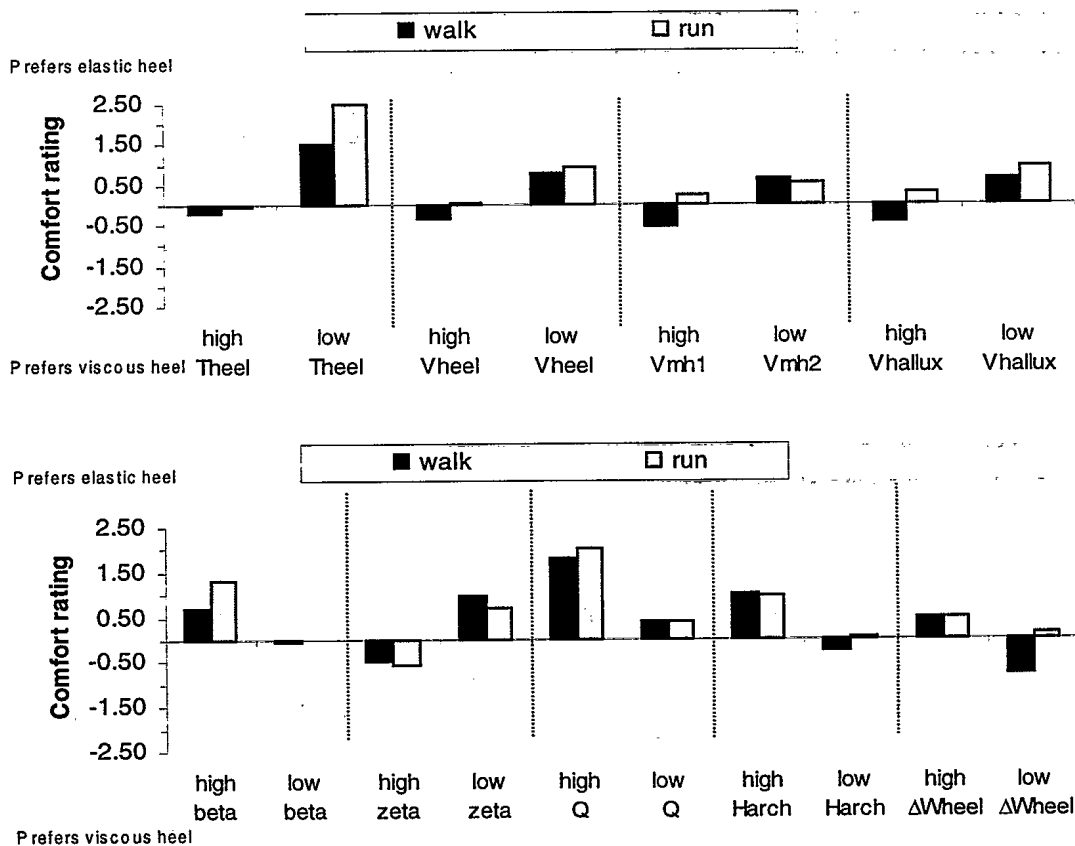 walk run
Prefers elastic heel
Comfort rating
2.50
1.50
0.50
-0.50
-1.50
-2.50
high low high low high low high low
Prefers viscous heel Theel Theel Vheel Vheel Vmh1 Vmh2 Vhallux Vhallux
walk run
Prefers elastic heel
Comfort rating
2.50
1.50
0.50
-0.50
-1.50
-2.50
high low high low high low high low high low
beta beta zeta zeta Q Q Harch Harch ΔWheel ΔWheel
Prefers viscous heel